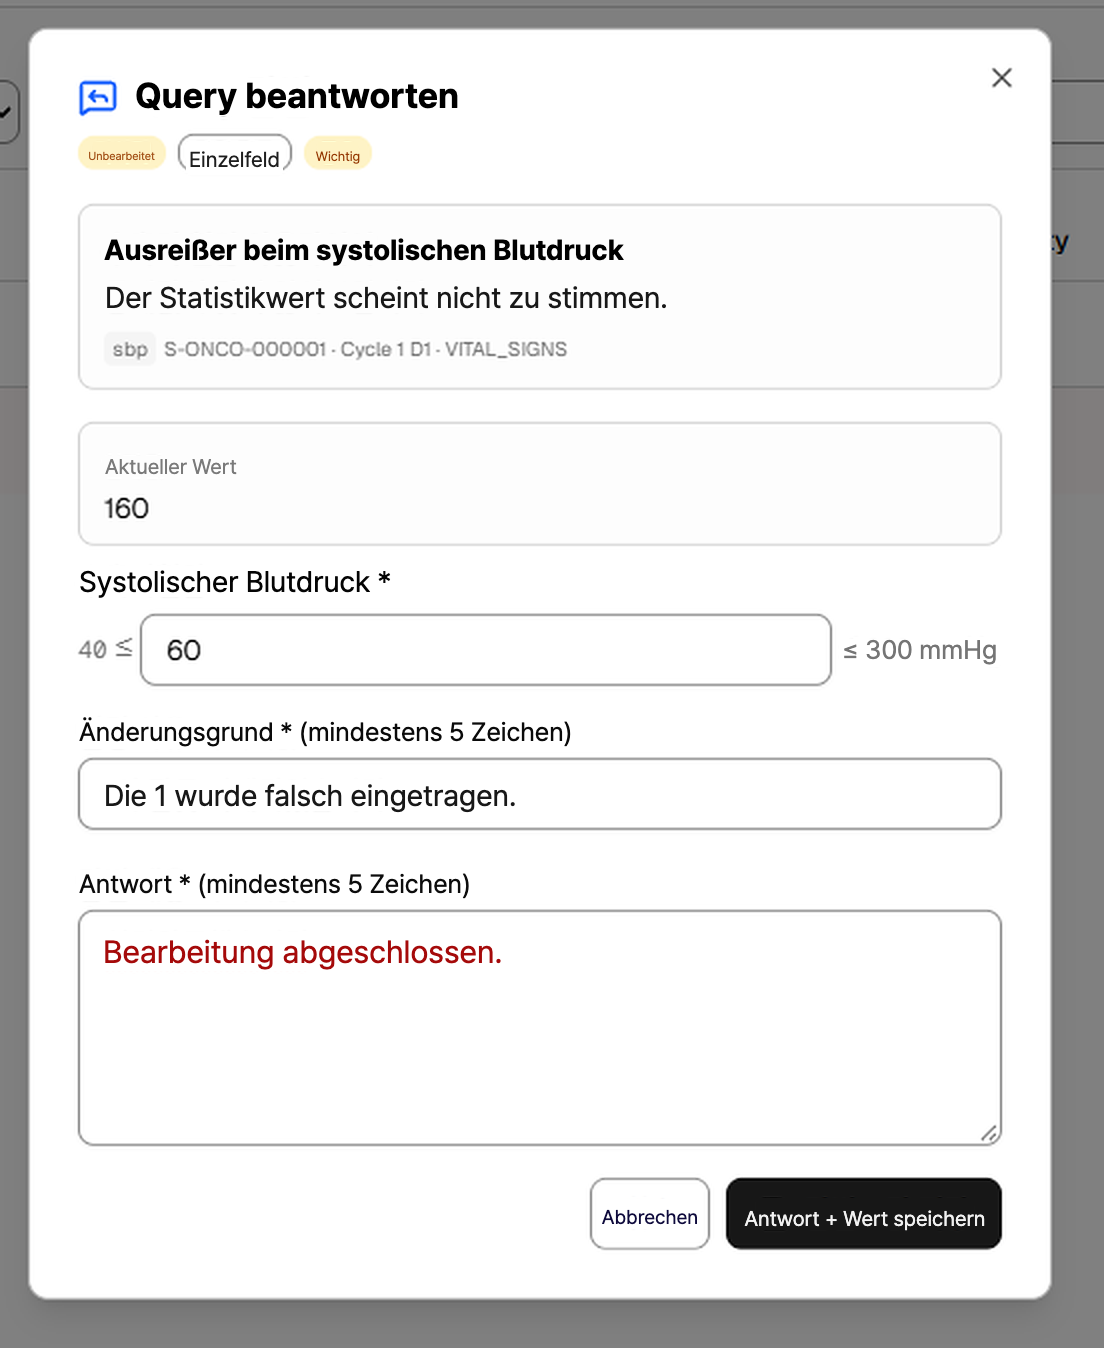 Query beantworten
Unbearbeitet Einzelfeld Wichtig
Ausreißer beim systolischen Blutdruck
Der Statistikwert scheint nicht zu stimmen.
sbp S-ONCO-000001 · Cycle 1 D1 · VITAL_SIGNS
Aktueller Wert
160
Systolischer Blutdruck *
40 ≤ 60 ≤ 300 mmHg
Änderungsgrund * (mindestens 5 Zeichen)
Die 1 wurde falsch eingetragen.
Antwort * (mindestens 5 Zeichen)
Bearbeitung abgeschlossen.
Abbrechen Antwort + Wert speichern